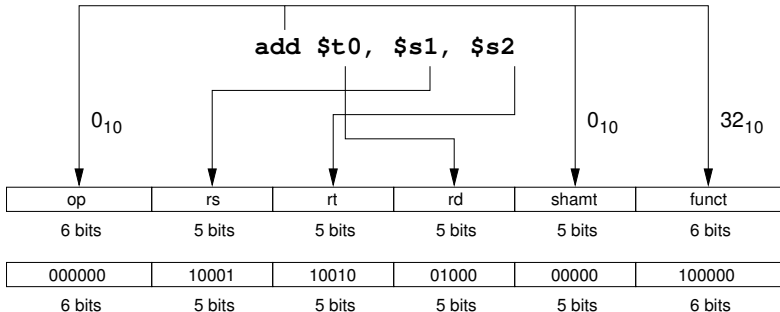 add $t0, $s1, $s2
0₁₀ 0₁₀ 32₁₀
op rs rt rd shamt funct
6 bits 5 bits 5 bits 5 bits 5 bits 6 bits
000000 10001 10010 01000 00000 100000
6 bits 5 bits 5 bits 5 bits 5 bits 6 bits